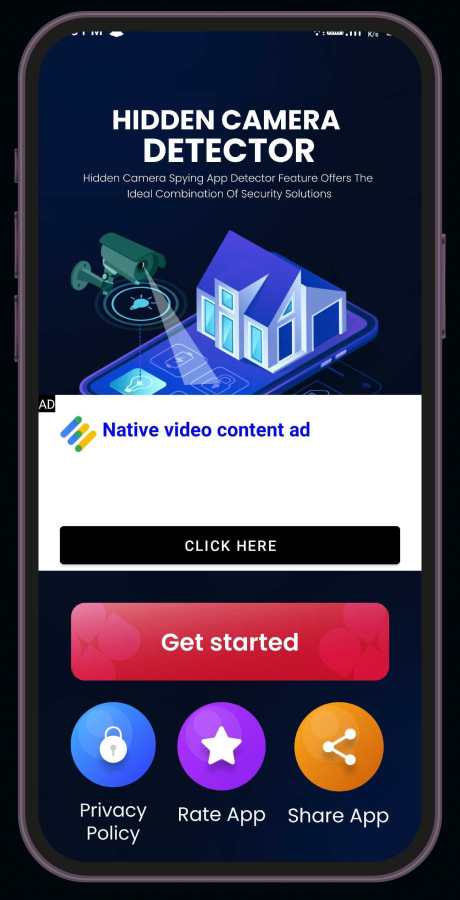 HIDDEN CAMERA
DETECTOR
Hidden Camera Spying App Detector Feature Offers The
Ideal Combination Of Security Solutions
AD
Native video content ad
CLICK HERE
Get started
Privacy
Policy
Rate App
Share App